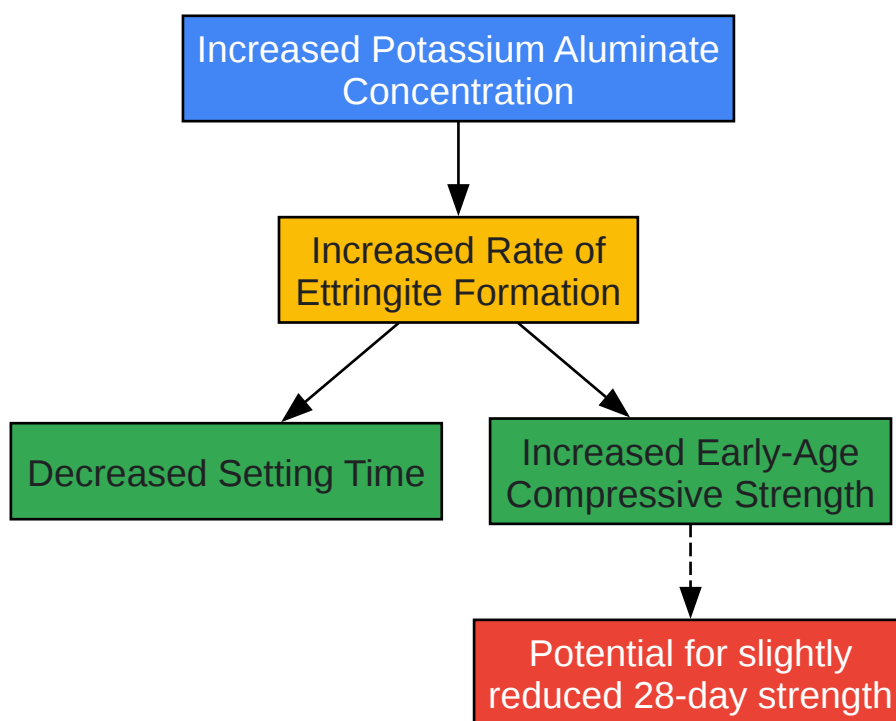 Increased Potassium Aluminate
Concentration
Increased Rate of
Ettringite Formation
Decreased Setting Time
Increased Early-Age
Compressive Strength
Potential for slightly
reduced 28-day strength